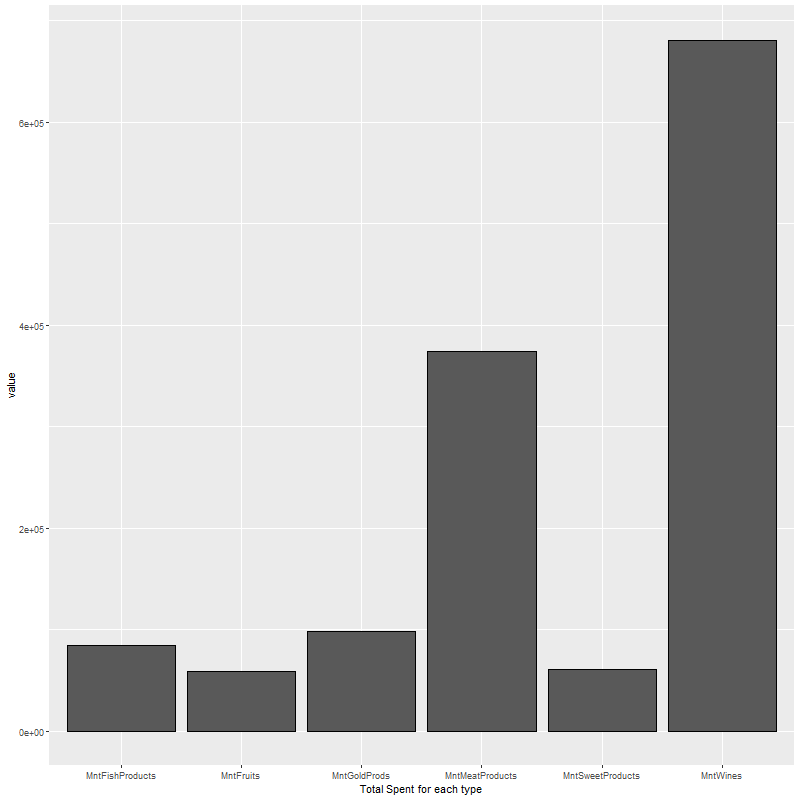 6e+05
4e+05
value
2e+05
0e+00
MntFishProducts MntFruits MntGoldProds MntMeatProducts MntSweetProducts MntWines
Total Spent for each type